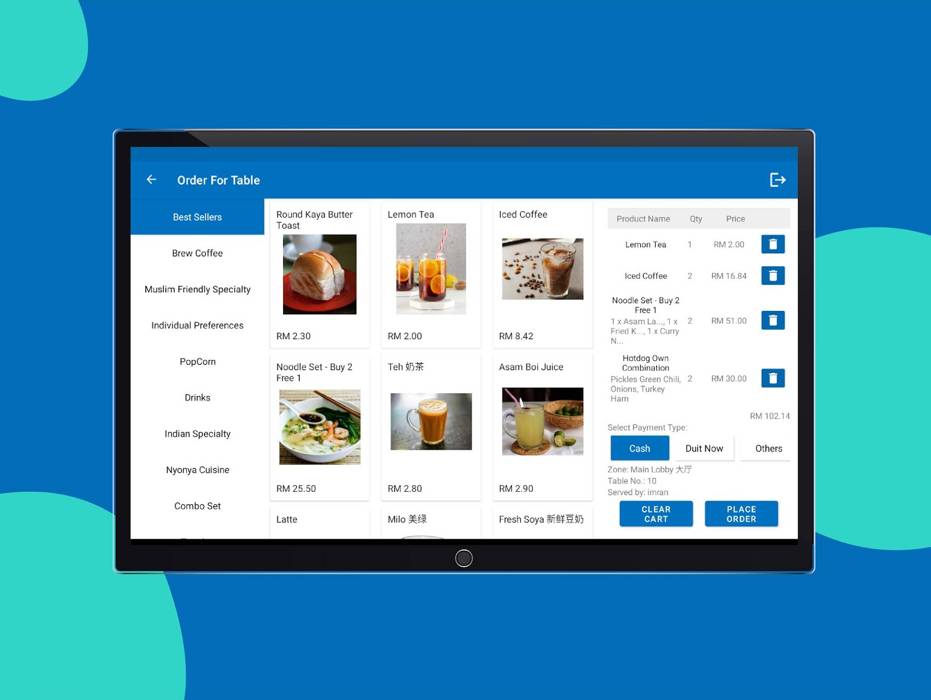 Order For Table
Best Sellers
Brew Coffee
Muslim Friendly Specialty
Individual Preferences
PopCorn
Drinks
Indian Specialty
Nyonya Cuisine
Combo Set
Round Kaya Butter
Toast
RM 2.30
Lemon Tea
RM 2.00
Iced Coffee
RM 8.42
Noodle Set - Buy 2
Free 1
RM 25.50
Teh 奶茶
RM 2.80
Asam Boi Juice
RM 2.90
Latte
Milo 美绿
Fresh Soya 新鲜豆奶
Product Name Qty Price
Lemon Tea 1 RM 2.00
Iced Coffee 2 RM 16.84
Noodle Set - Buy 2
Free 1
1 x Asam La..., 1 x 2 RM 51.00
Fried K..., 1 x Curry
N...
Hotdog Own
Combination
Pickles Green Chili, 2 RM 30.00
Onions, Turkey
Ham
RM 102.14
Select Payment Type:
Cash Duit Now Others
Zone: Main Lobby 大厅
Table No.: 10
Served by: imran
CLEAR
CART
PLACE
ORDER